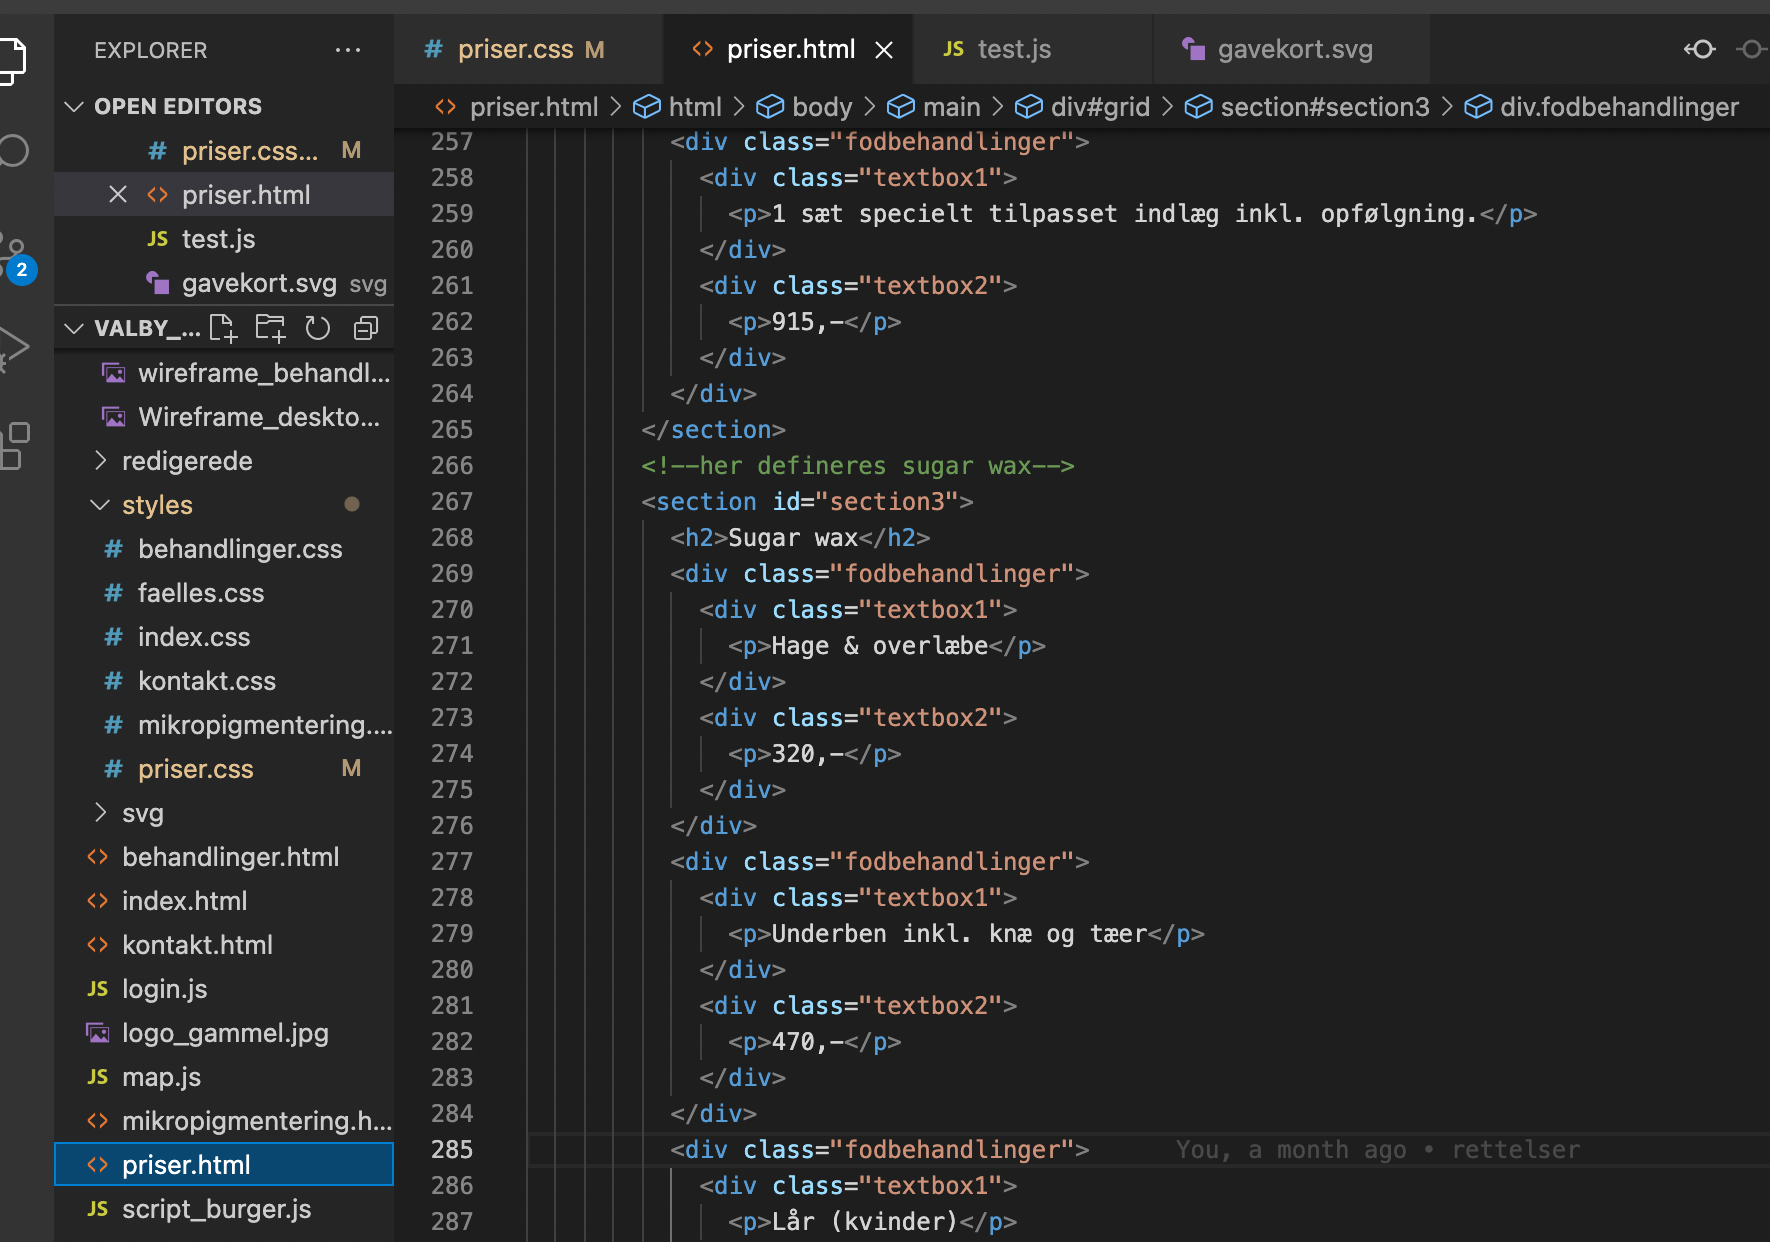 EXPLORER ···
OPEN EDITORS
# priser.css... M
<> priser.html
JS test.js
gavekort.svg svg
2
VALBY_...
wireframe_behandl...
Wireframe_deskto...
redigerede
styles
# behandlinger.css
# faelles.css
# index.css
# kontakt.css
# mikropigmentering....
# priser.css M
svg
<> behandlinger.html
<> index.html
<> kontakt.html
JS login.js
logo_gammel.jpg
JS map.js
<> mikropigmentering.h...
<> priser.html
JS script_burger.js
# priser.css M <> priser.html JS test.js gavekort.svg
<> priser.html > html > body > main > div#grid > section#section3 > div.fodbehandlinger
257 <div class="fodbehandlinger">
258 <div class="textbox1">
259 <p>1 sæt specielt tilpasset indlæg inkl. opfølgning.</p>
260 </div>
261 <div class="textbox2">
262 <p>915,-</p>
263 </div>
264 </div>
265 </section>
266 <!--her defineres sugar wax-->
267 <section id="section3">
268 <h2>Sugar wax</h2>
269 <div class="fodbehandlinger">
270 <div class="textbox1">
271 <p>Hage & overlæbe</p>
272 </div>
273 <div class="textbox2">
274 <p>320,-</p>
275 </div>
276 </div>
277 <div class="fodbehandlinger">
278 <div class="textbox1">
279 <p>Underben inkl. knæ og tæer</p>
280 </div>
281 <div class="textbox2">
282 <p>470,-</p>
283 </div>
284 </div>
285 <div class="fodbehandlinger"> You, a month ago • rettelser
286 <div class="textbox1">
287 <p>Lår (kvinder)</p>